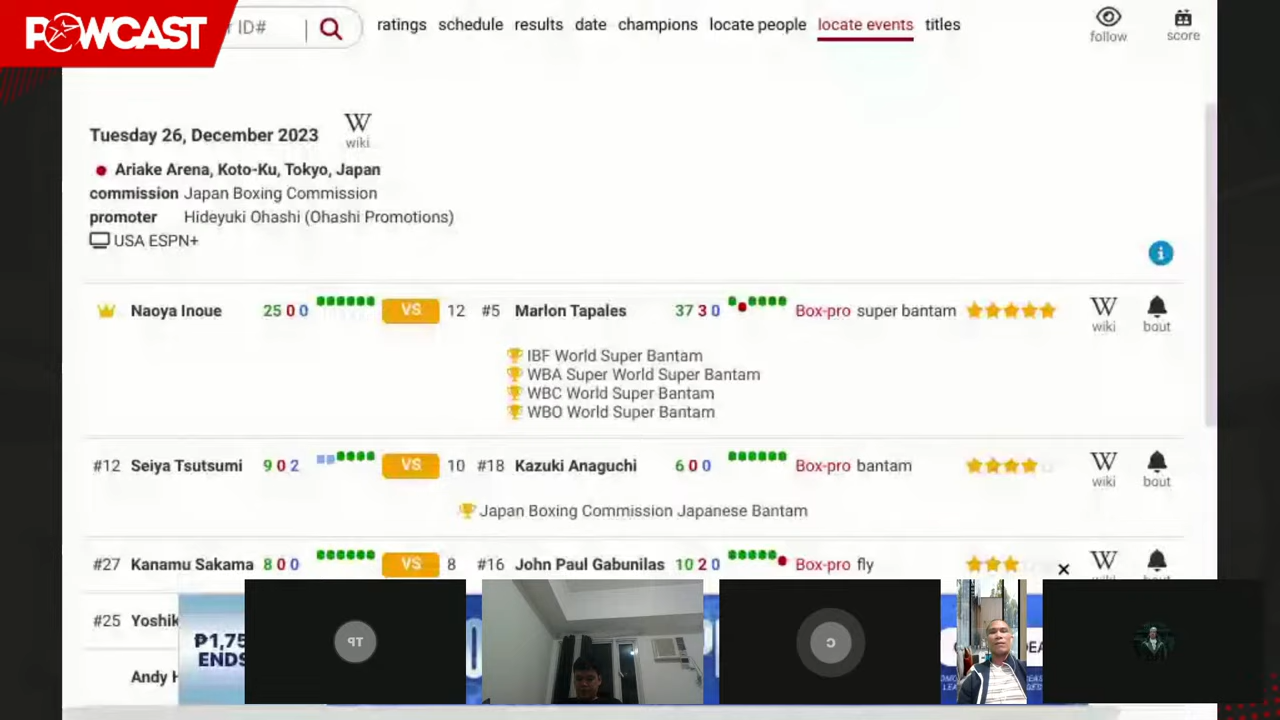 POWCAST
r ID#
ratings schedule results date champions locate people locate events titles
follow
score
Tuesday 26, December 2023
W
wiki
Ariake Arena, Koto-Ku, Tokyo, Japan
commission Japan Boxing Commission
promoter Hideyuki Ohashi (Ohashi Promotions)
USA ESPN+
i
Naoya Inoue 25 0 0 VS 12 #5 Marlon Tapales 37 3 0 Box-pro super bantam
W
wiki
bout
IBF World Super Bantam
WBA Super World Super Bantam
WBC World Super Bantam
WBO World Super Bantam
#12 Seiya Tsutsumi 9 0 2 VS 10 #18 Kazuki Anaguchi 6 0 0 Box-pro bantam
W
wiki
bout
Japan Boxing Commission Japanese Bantam
#27 Kanamu Sakama 8 0 0 VS 8 #16 John Paul Gabunilas 10 2 0 Box-pro fly
W
#25 Yoshik
₱1,75
ENDS
TP
C
Andy H